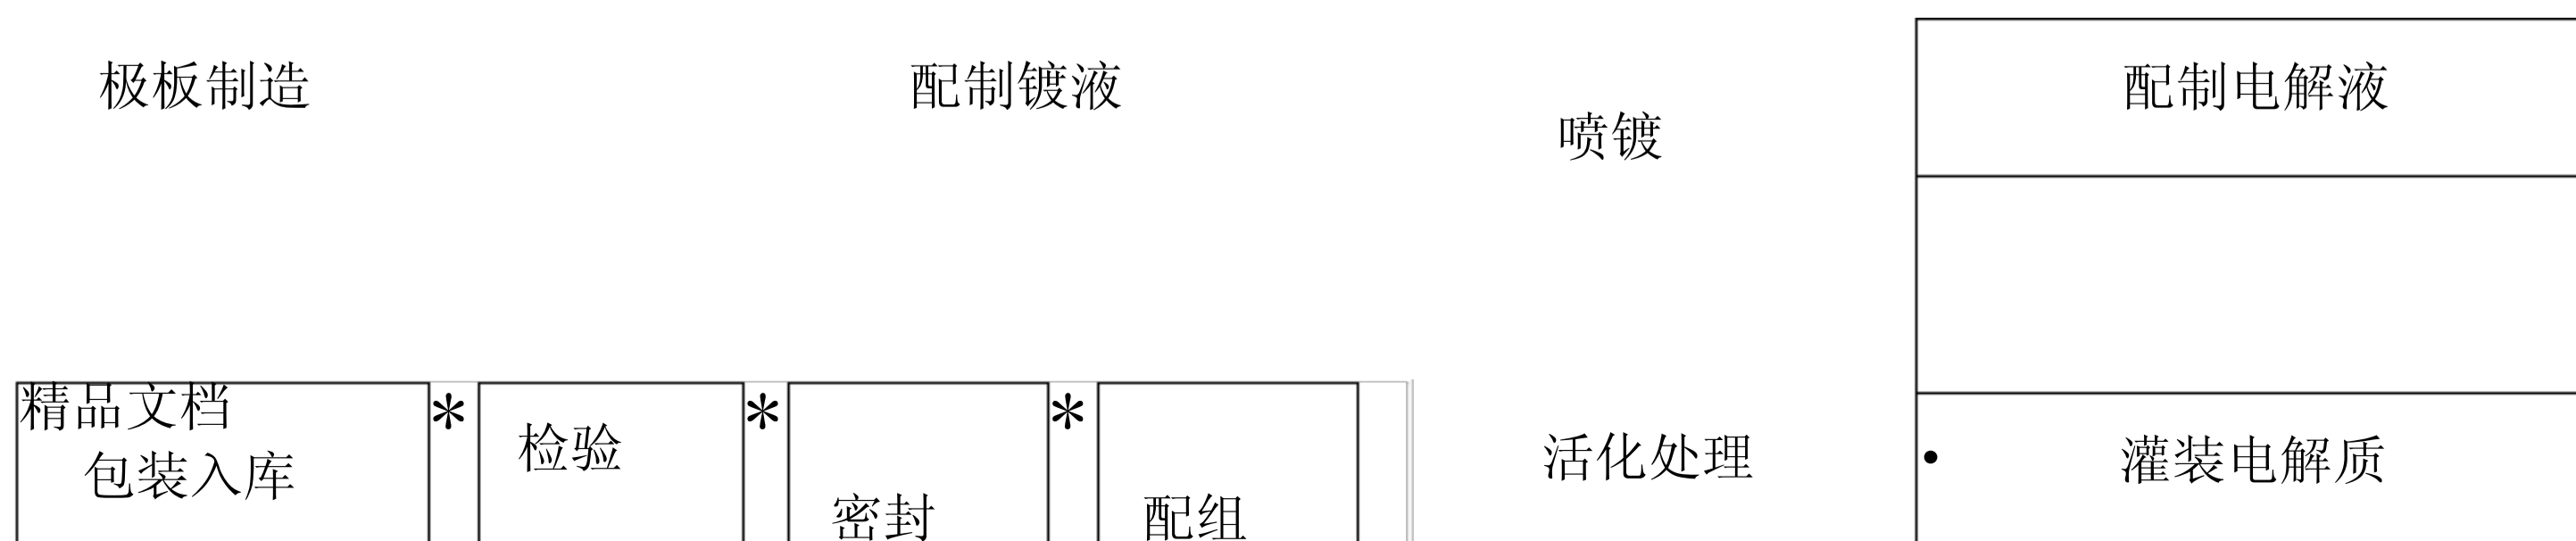 极板制造 配制镀液 配制电解液
喷镀
精品文档 * * *
检验 活化处理 • 灌装电解质
包装入库
密封 配组